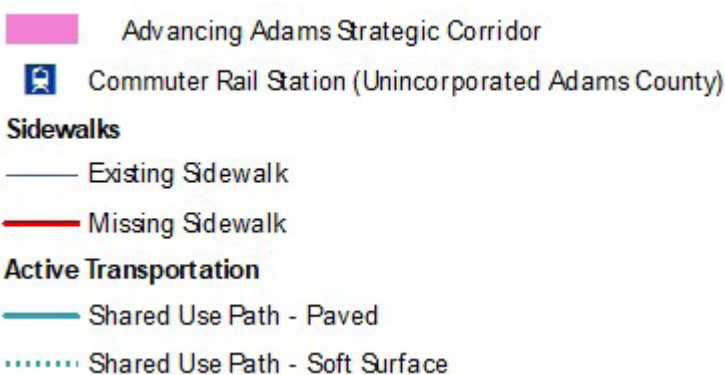 Advancing Adams Strategic Corridor
Commuter Rail Station (Unincorporated Adams County)
Sidewalks
Existing Sidewalk
Missing Sidewalk
Active Transportation
Shared Use Path - Paved
Shared Use Path - Soft Surface